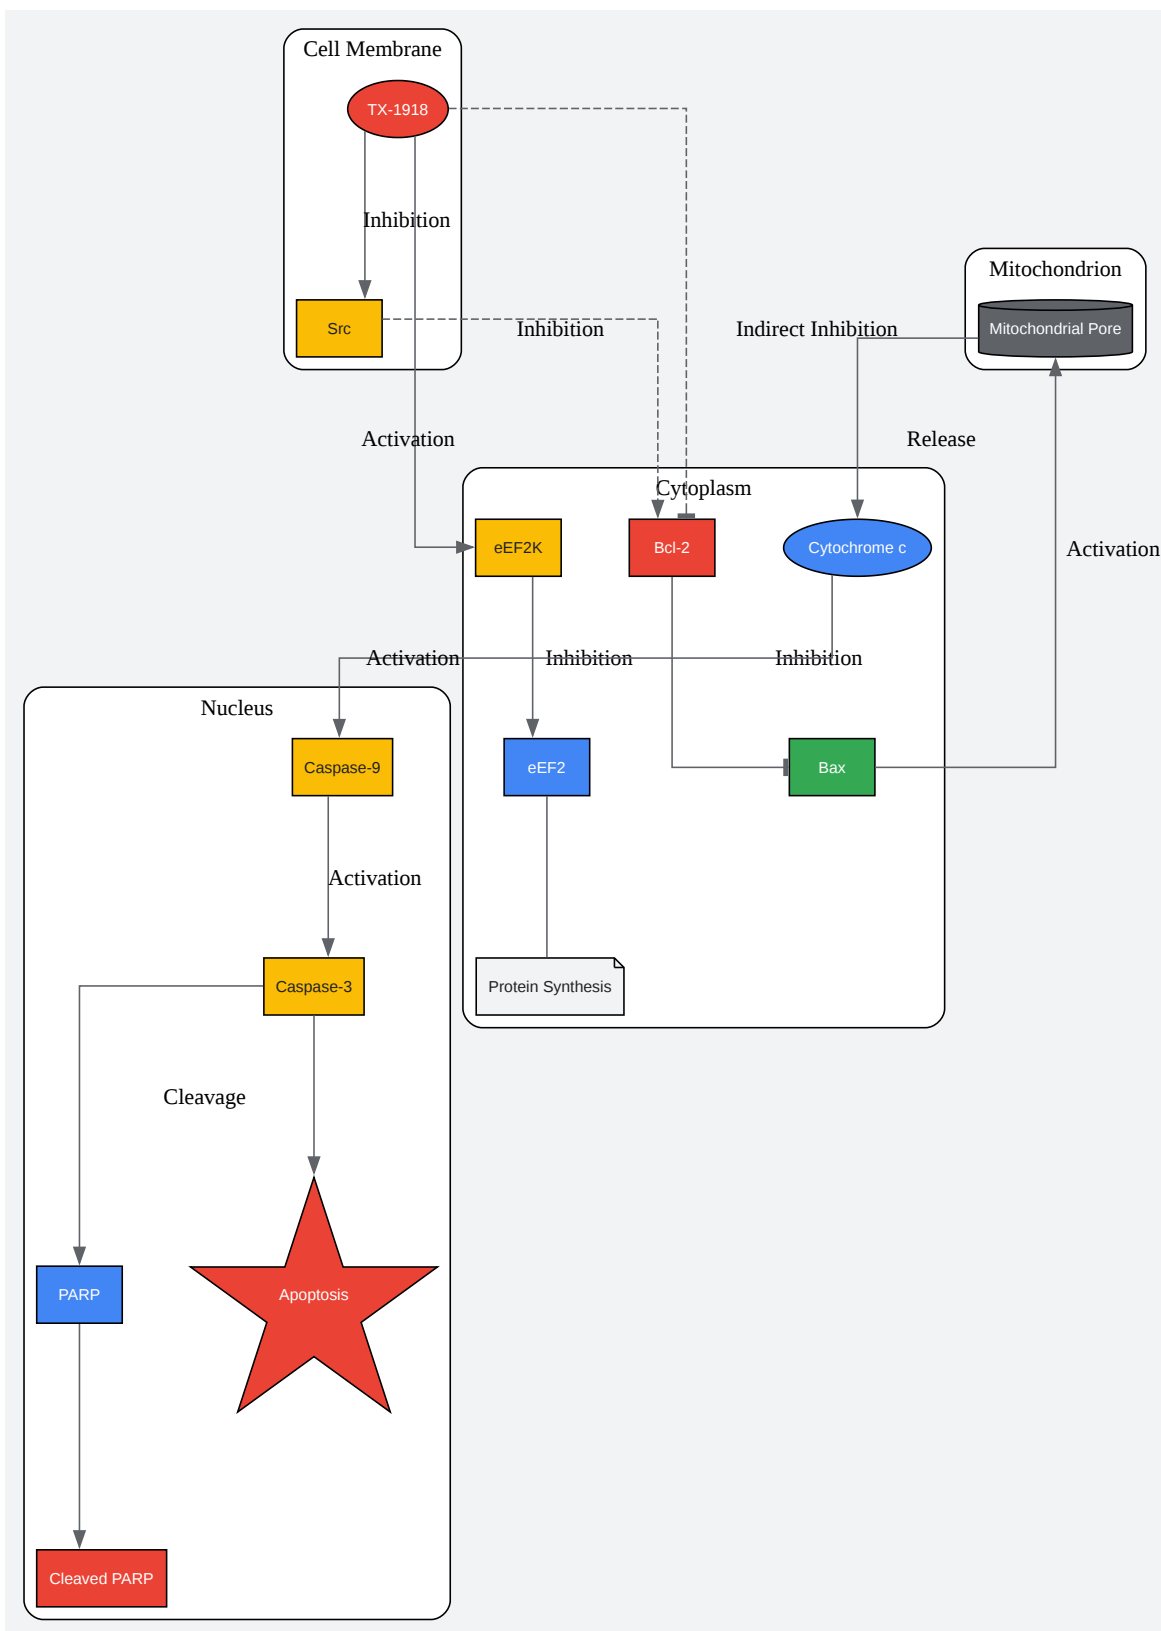 Cell Membrane
TX-1918
Inhibition
Mitochondrion
Src
Inhibition
Indirect Inhibition
Mitochondrial Pore
Activation
Release
Cytoplasm
eEF2K
Bcl-2
Cytochrome c
Activation
Activation
Inhibition
Inhibition
Nucleus
Caspase-9
eEF2
Bax
Activation
Caspase-3
Protein Synthesis
Cleavage
PARP
Apoptosis
Cleaved PARP